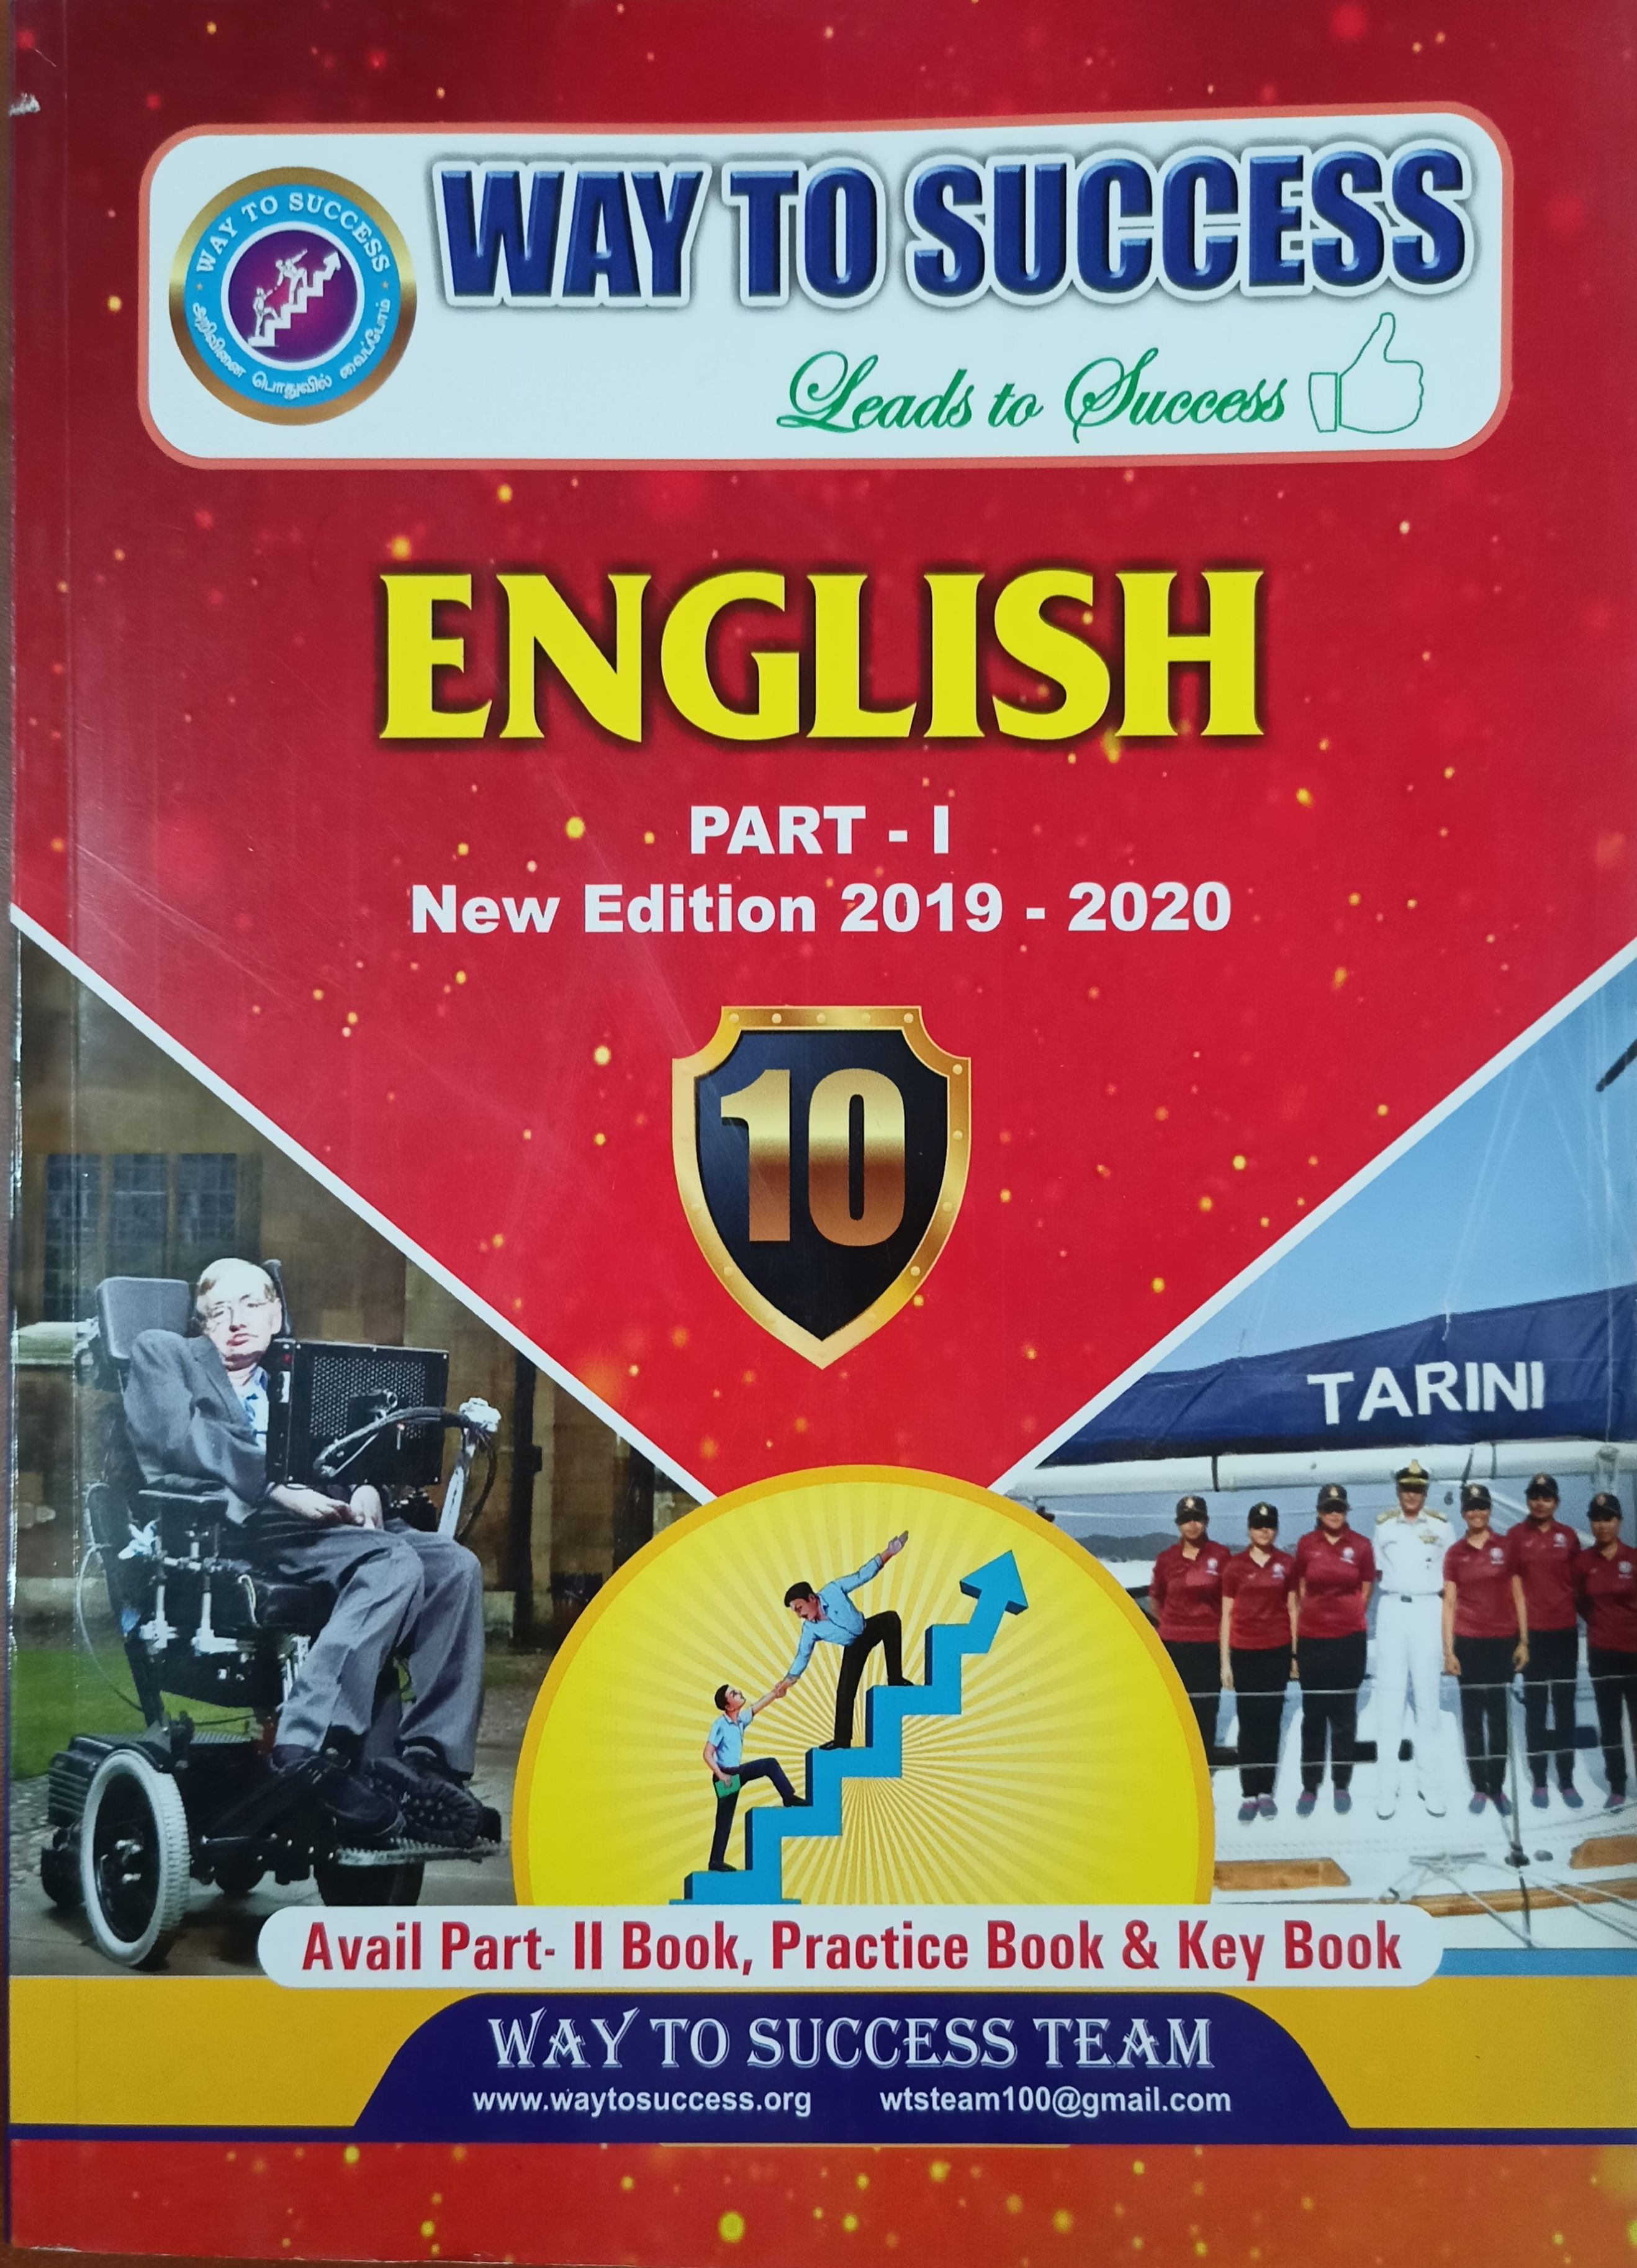 WAY TO SUCCESS
அறிவினை பொதுவில் வைப்போம்
WAY TO SUCCESS
Leads to Success
ENGLISH
PART - I
New Edition 2019 - 2020
10
TARINI
Avail Part- II Book, Practice Book & Key Book
WAY TO SUCCESS TEAM
www.waytosuccess.org wtsteam100@gmail.com